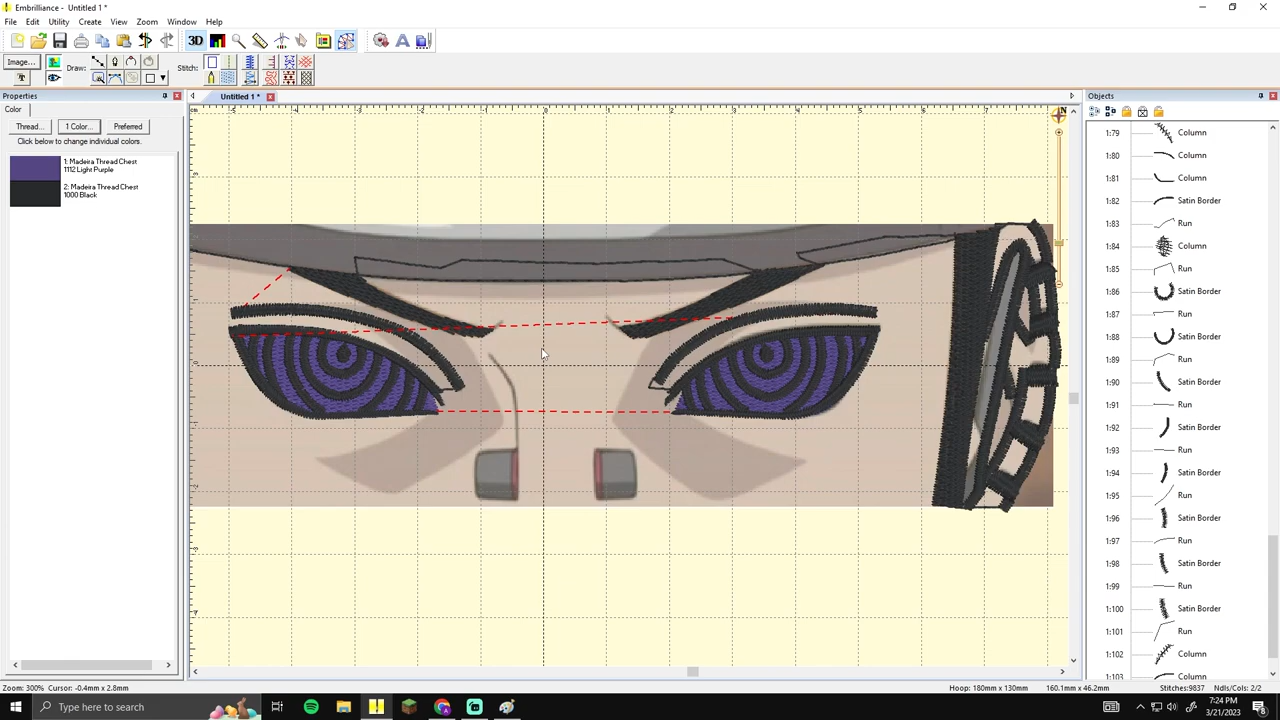 Embrilliance - Untitled 1 *
File Edit Utility Create View Zoom Window Help
3D
Image... Draw: Stitch:
Properties
Untitled 1 *
Objects
Color
Thread... 1 Color... Preferred
Click below to change individual colors.
1: Madeira Thread Chest
1112 Light Purple
2: Madeira Thread Chest
1000 Black
1:79 Column
1:80 Column
1:81 Column
1:82 Satin Border
1:83 Run
1:84 Column
1:85 Run
1:86 Satin Border
1:87 Run
1:88 Satin Border
1:89 Run
1:90 Satin Border
1:91 Run
1:92 Satin Border
1:93 Run
1:94 Satin Border
1:95 Run
1:96 Satin Border
1:97 Run
1:98 Satin Border
1:99 Run
1:100 Satin Border
1:101 Run
1:102 Column
1:103 Run
Zoom: 300% Cursor: -0.4mm x 2.8mm Hoop: 180mm x 130mm 160.1mm x 46.2mm Stitches:9837 Ndls/Cols: 2/2
Type here to search
7:24 PM
3/21/2023